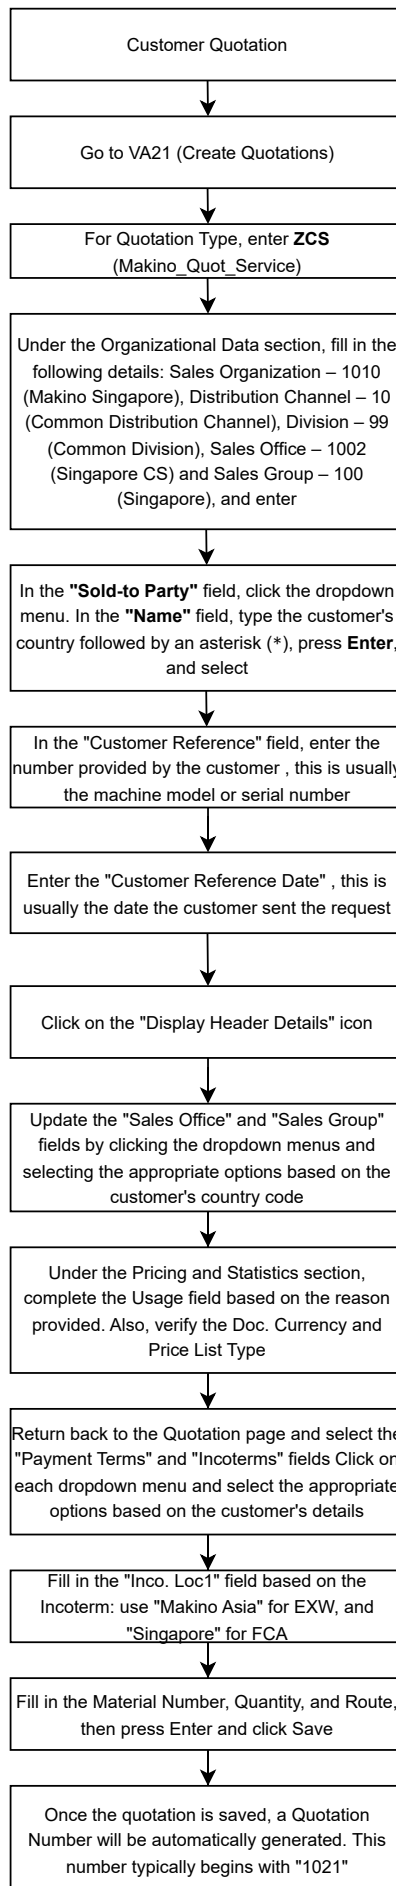 Customer Quotation
Go to VA21 (Create Quotations)
For Quotation Type, enter ZCS
(Makino_Quot_Service)
Under the Organizational Data section, fill in the
following details: Sales Organization – 1010
(Makino Singapore), Distribution Channel – 10
(Common Distribution Channel), Division – 99
(Common Division), Sales Office – 1002
(Singapore CS) and Sales Group – 100
(Singapore), and enter
In the "Sold-to Party" field, click the dropdown
menu. In the "Name" field, type the customer's
country followed by an asterisk (*), press Enter,
and select
In the "Customer Reference" field, enter the
number provided by the customer , this is usually
the machine model or serial number
Enter the "Customer Reference Date" , this is
usually the date the customer sent the request
Click on the "Display Header Details" icon
Update the "Sales Office" and "Sales Group"
fields by clicking the dropdown menus and
selecting the appropriate options based on the
customer's country code
Under the Pricing and Statistics section,
complete the Usage field based on the reason
provided. Also, verify the Doc. Currency and
Price List Type
Return back to the Quotation page and select the
"Payment Terms" and "Incoterms" fields Click on
each dropdown menu and select the appropriate
options based on the customer's details
Fill in the "Inco. Loc1" field based on the
Incoterm: use "Makino Asia" for EXW, and
"Singapore" for FCA
Fill in the Material Number, Quantity, and Route,
then press Enter and click Save
Once the quotation is saved, a Quotation
Number will be automatically generated. This
number typically begins with "1021"